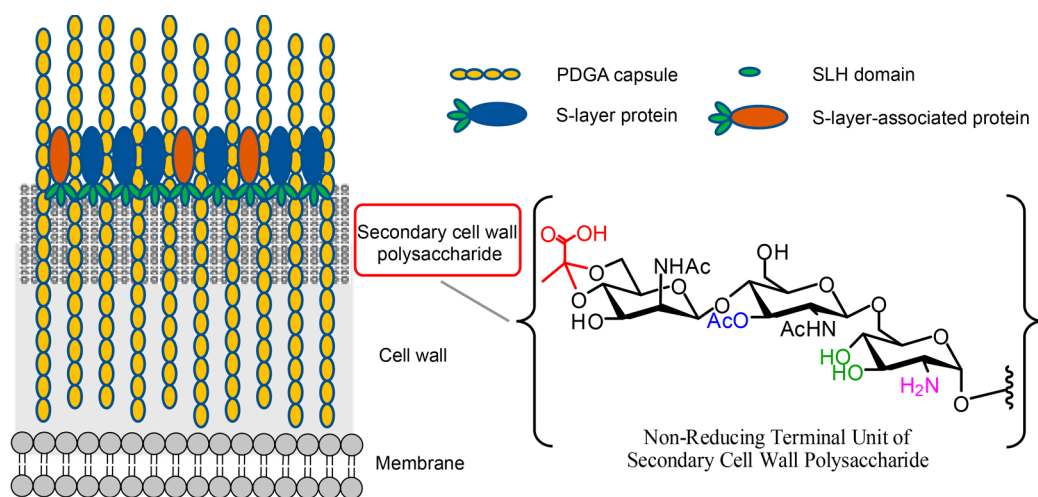 PDGA capsule
SLH domain
S-layer protein
S-layer-associated protein
Secondary cell wall
polysaccharide
Cell wall
Membrane
O
OH
O
O
HO
NHAc
O
O
HO
O
AcO
AcHN
O
O
HO
HO
O
H₂N
O
Non-Reducing Terminal Unit of
Secondary Cell Wall Polysaccharide